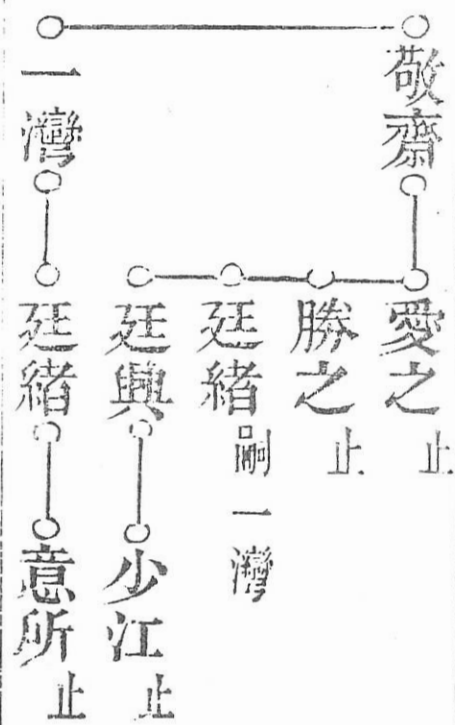 敬齋
愛之 止
勝之 止
廷緒 嗣一灣
廷興
少江 止
一灣
廷緒
意所 止